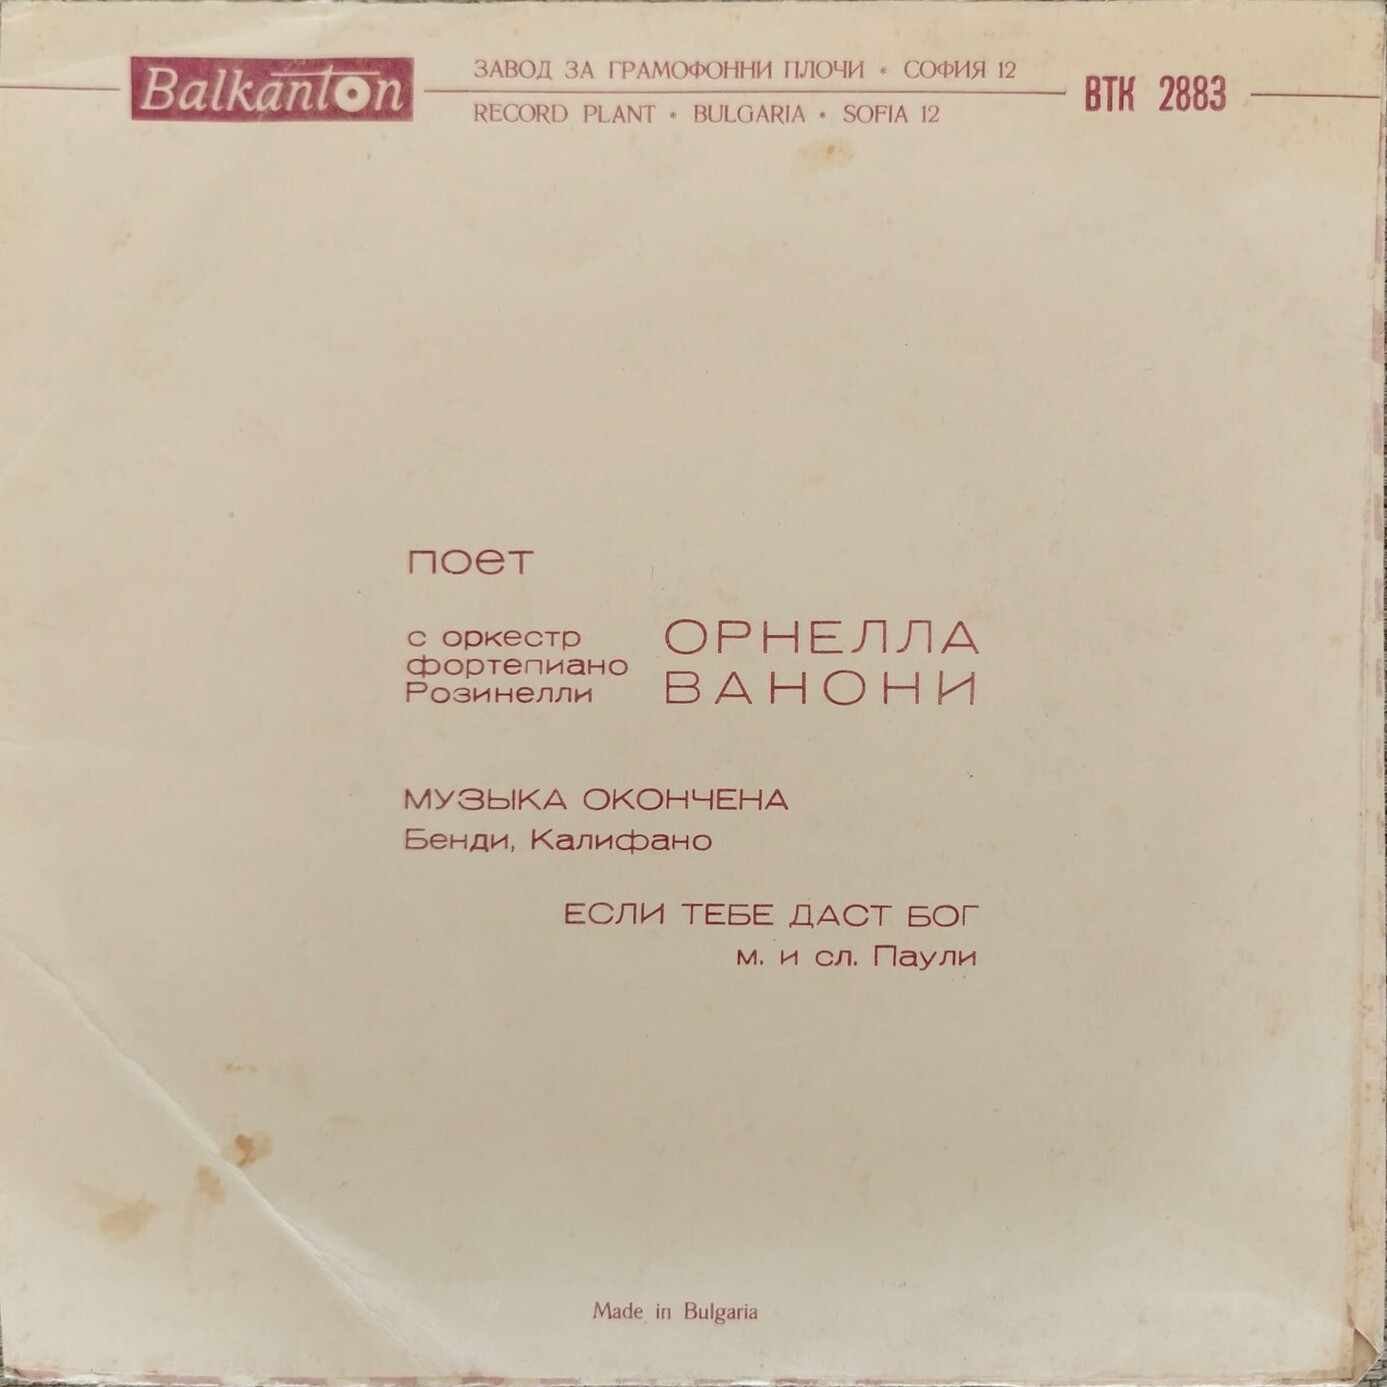 Balkanton
ЗАВОД ЗА ГРАМОФОННИ ПЛОЧИ • СОФИЯ 12
RECORD PLANT • BULGARIA • SOFIA 12
ВТК 2883
поет
с оркестр
фортепиано
Розинелли
ОРНЕЛЛА
ВАНОНИ
МУЗЫКА ОКОНЧЕНА
Бенди, Калифано
ЕСЛИ ТЕБЕ ДАСТ БОГ
м. и сл. Паули
Made in Bulgaria